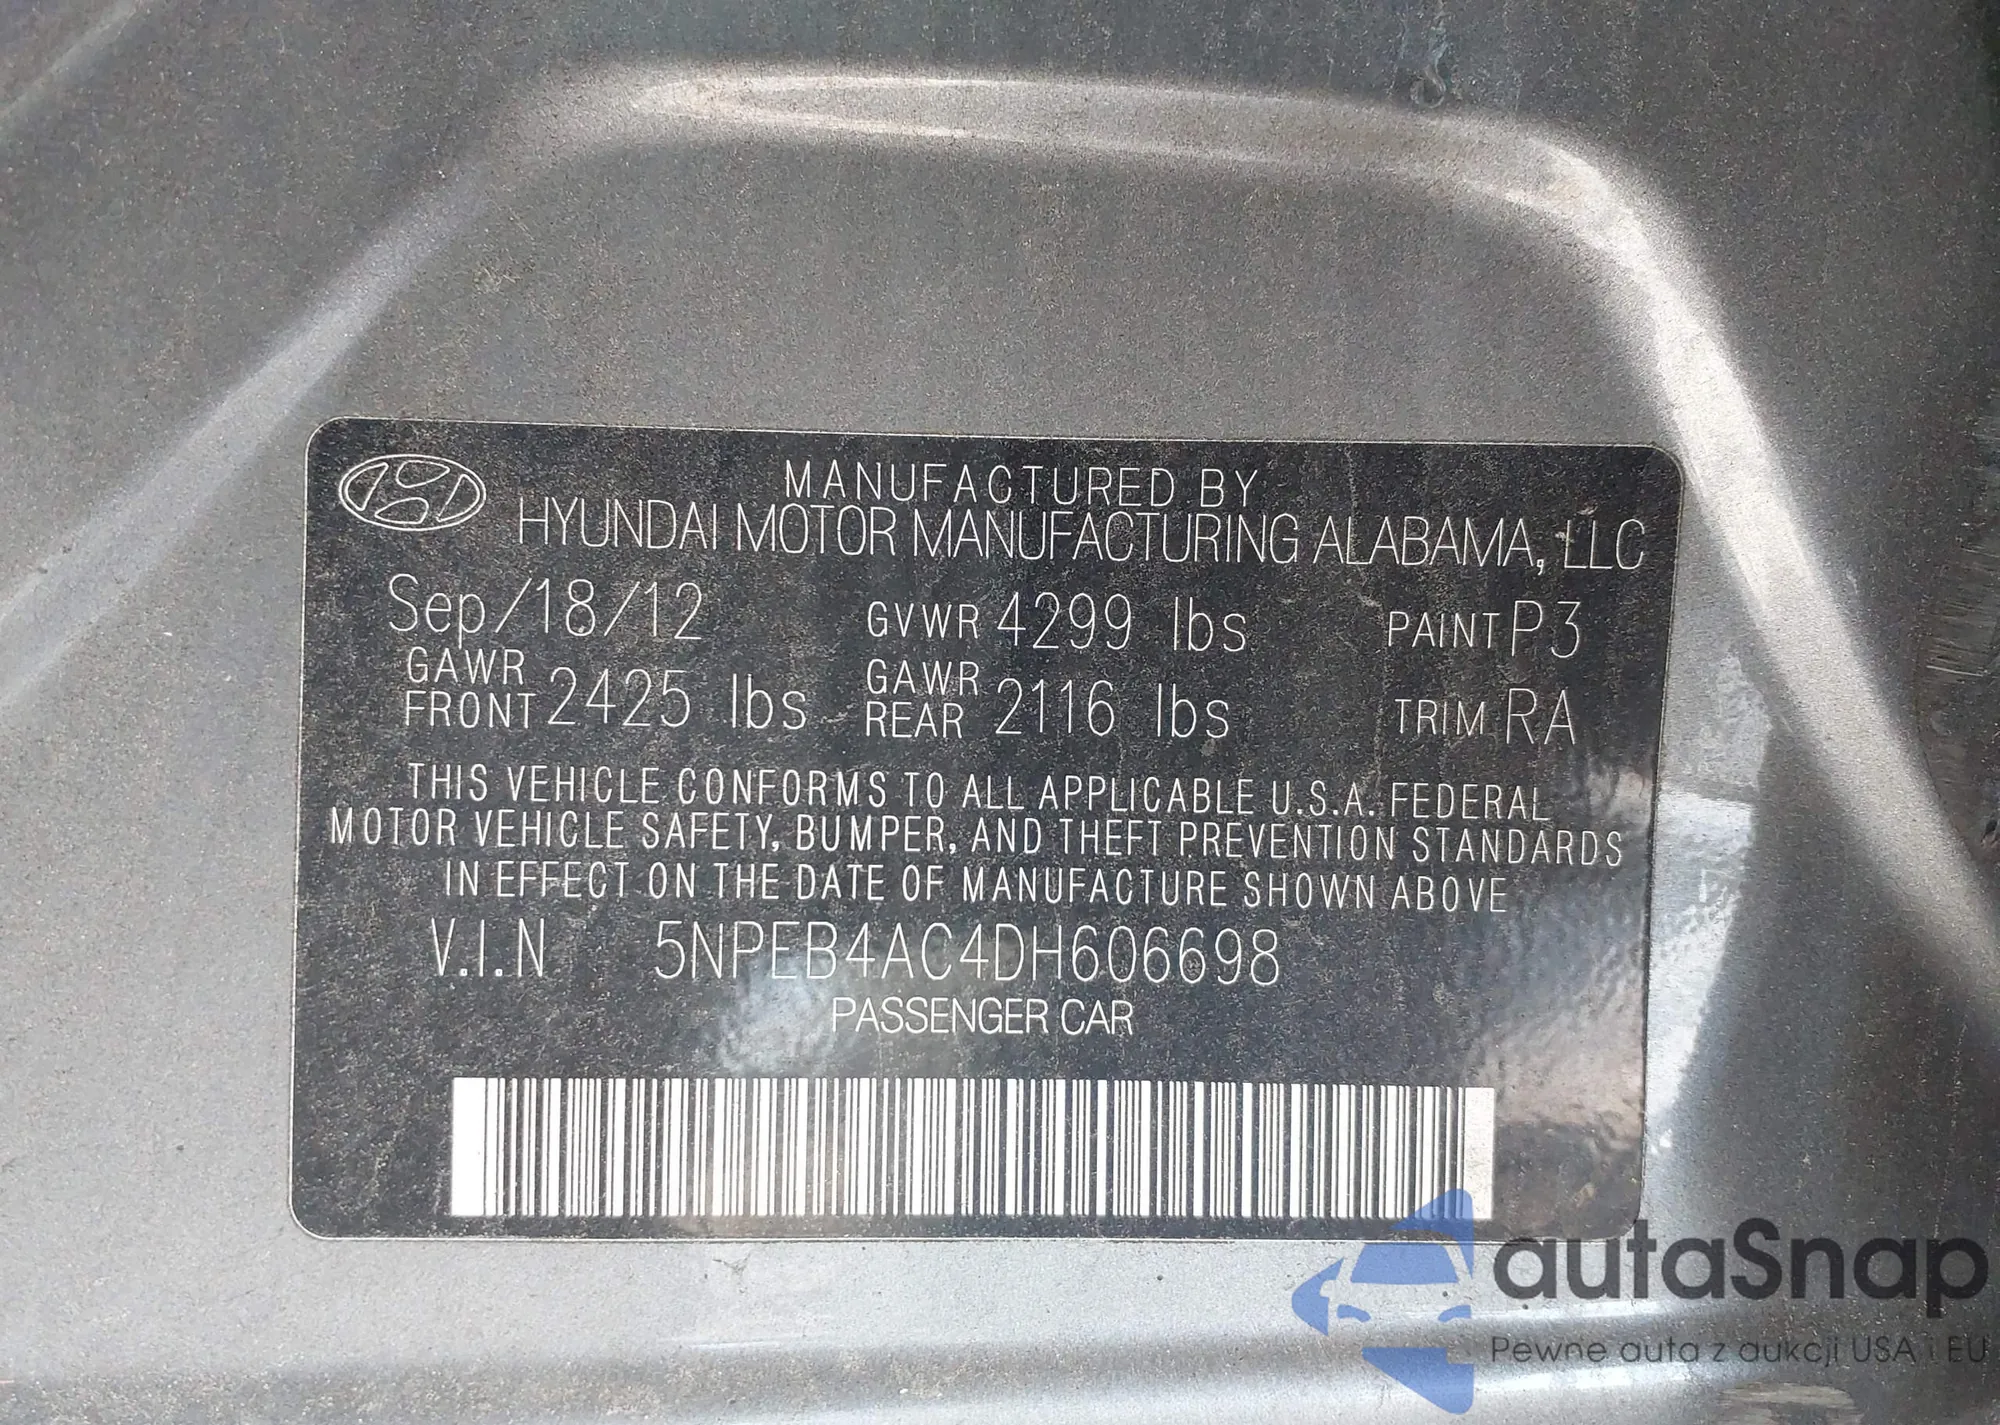 MANUFACTURED BY
HYUNDAI MOTOR MANUFACTURING ALABAMA, LLC
Sep/18/12 GVWR 4299 lbs PAINT P3
GAWR FRONT 2425 lbs GAWR REAR 2116 lbs TRIM RA
THIS VEHICLE CONFORMS TO ALL APPLICABLE U.S.A. FEDERAL
MOTOR VEHICLE SAFETY, BUMPER, AND THEFT PREVENTION STANDARDS
IN EFFECT ON THE DATE OF MANUFACTURE SHOWN ABOVE
V.I.N 5NPEB4AC4DH606698
PASSENGER CAR
autaSnap
Pewne auta z aukcji USA i EU